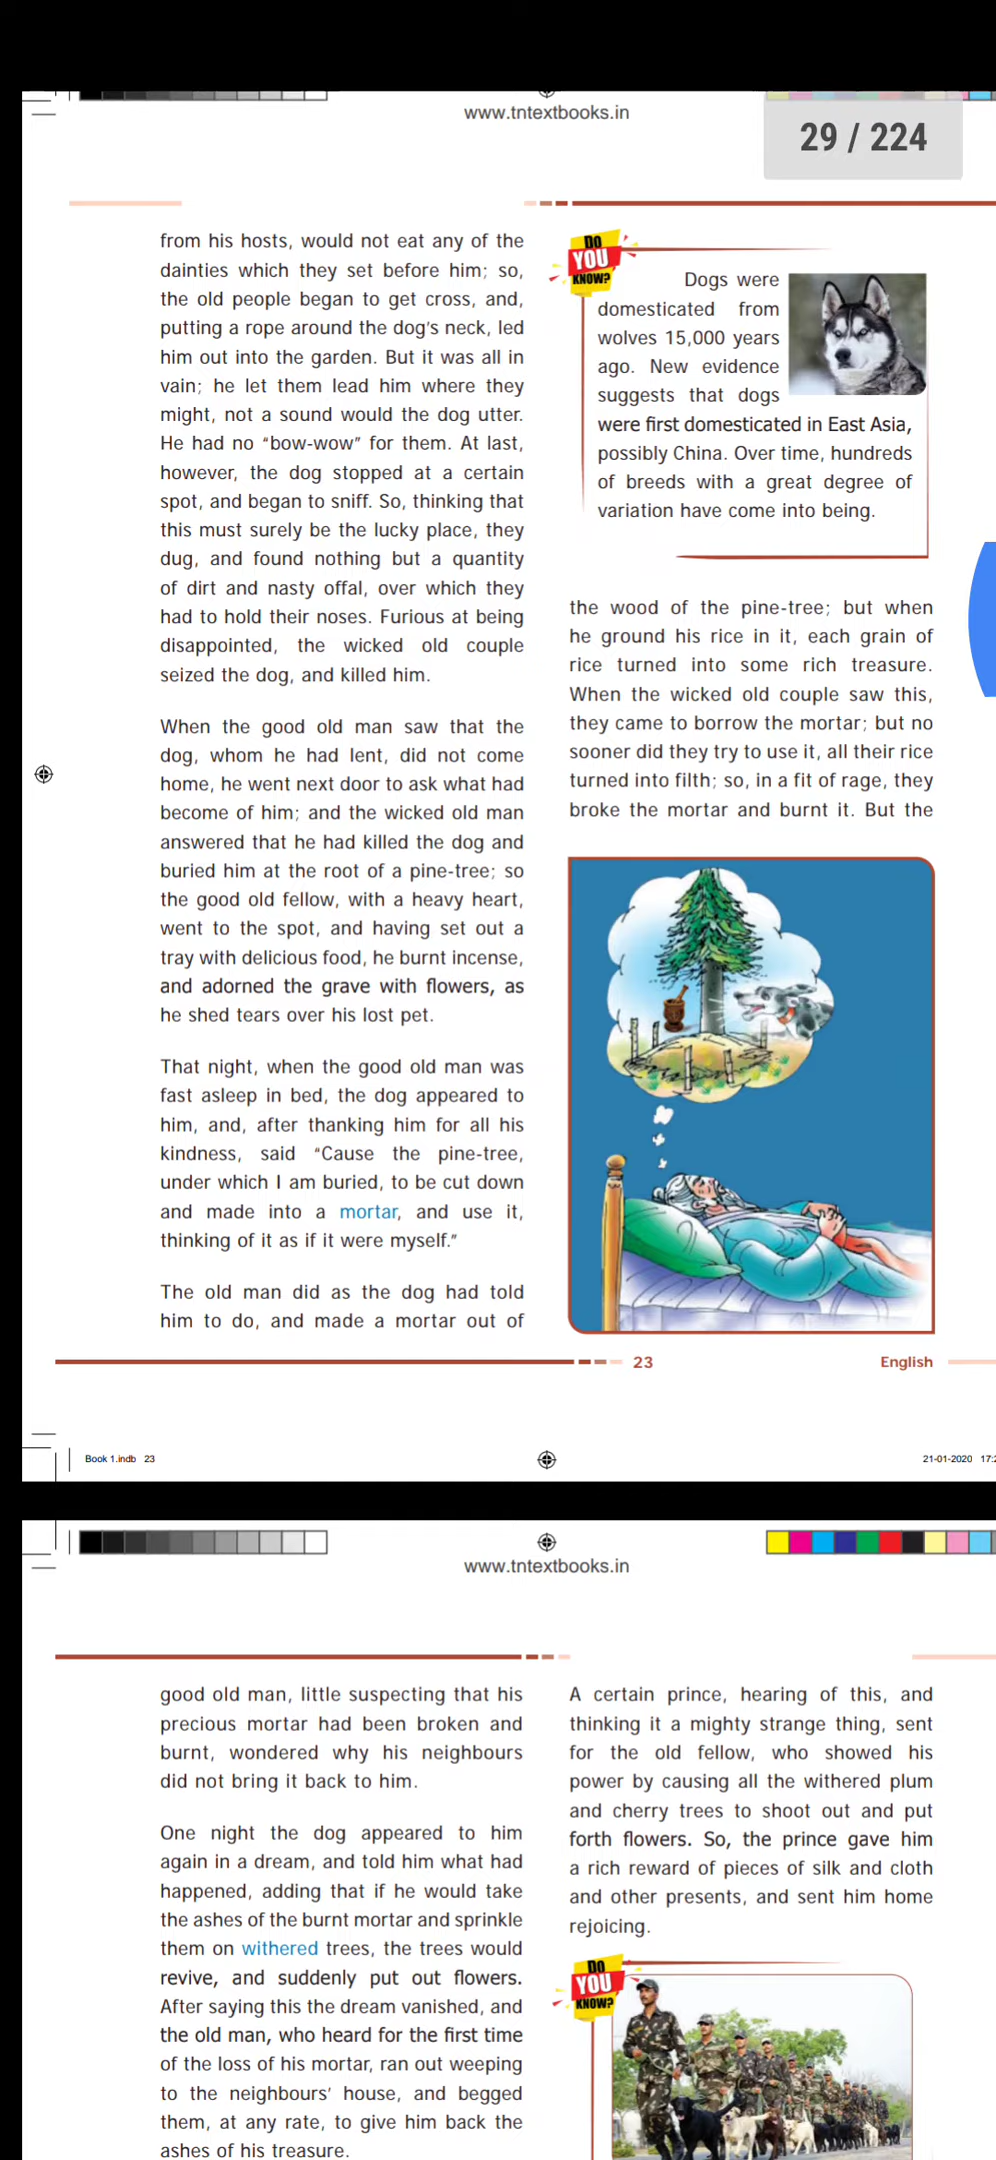 www.tntextbooks.in
29 / 224
from his hosts, would not eat any of the
dainties which they set before him; so,
the old people began to get cross, and,
putting a rope around the dog's neck, led
him out into the garden. But it was all in
vain; he let them lead him where they
might, not a sound would the dog utter.
He had no “bow-wow” for them. At last,
however, the dog stopped at a certain
spot, and began to sniff. So, thinking that
this must surely be the lucky place, they
dug, and found nothing but a quantity
of dirt and nasty offal, over which they
had to hold their noses. Furious at being
disappointed, the wicked old couple
seized the dog, and killed him.
When the good old man saw that the
dog, whom he had lent, did not come
home, he went next door to ask what had
become of him; and the wicked old man
answered that he had killed the dog and
buried him at the root of a pine-tree; so
the good old fellow, with a heavy heart,
went to the spot, and having set out a
tray with delicious food, he burnt incense,
and adorned the grave with flowers, as
he shed tears over his lost pet.
That night, when the good old man was
fast asleep in bed, the dog appeared to
him, and, after thanking him for all his
kindness, said “Cause the pine-tree,
under which I am buried, to be cut down
and made into a mortar, and use it,
thinking of it as if it were myself.”
The old man did as the dog had told
him to do, and made a mortar out of
DO
YOU
KNOW?
Dogs were
domesticated from
wolves 15,000 years
ago. New evidence
suggests that dogs
were first domesticated in East Asia,
possibly China. Over time, hundreds
of breeds with a great degree of
variation have come into being.
the wood of the pine-tree; but when
he ground his rice in it, each grain of
rice turned into some rich treasure.
When the wicked old couple saw this,
they came to borrow the mortar; but no
sooner did they try to use it, all their rice
turned into filth; so, in a fit of rage, they
broke the mortar and burnt it. But the
23
English
Book 1.indb 23
21-01-2020 17:2
www.tntextbooks.in
good old man, little suspecting that his
precious mortar had been broken and
burnt, wondered why his neighbours
did not bring it back to him.
One night the dog appeared to him
again in a dream, and told him what had
happened, adding that if he would take
the ashes of the burnt mortar and sprinkle
them on withered trees, the trees would
revive, and suddenly put out flowers.
After saying this the dream vanished, and
the old man, who heard for the first time
of the loss of his mortar, ran out weeping
to the neighbours' house, and begged
them, at any rate, to give him back the
ashes of his treasure.
A certain prince, hearing of this, and
thinking it a mighty strange thing, sent
for the old fellow, who showed his
power by causing all the withered plum
and cherry trees to shoot out and put
forth flowers. So, the prince gave him
a rich reward of pieces of silk and cloth
and other presents, and sent him home
rejoicing.
DO
YOU
KNOW?